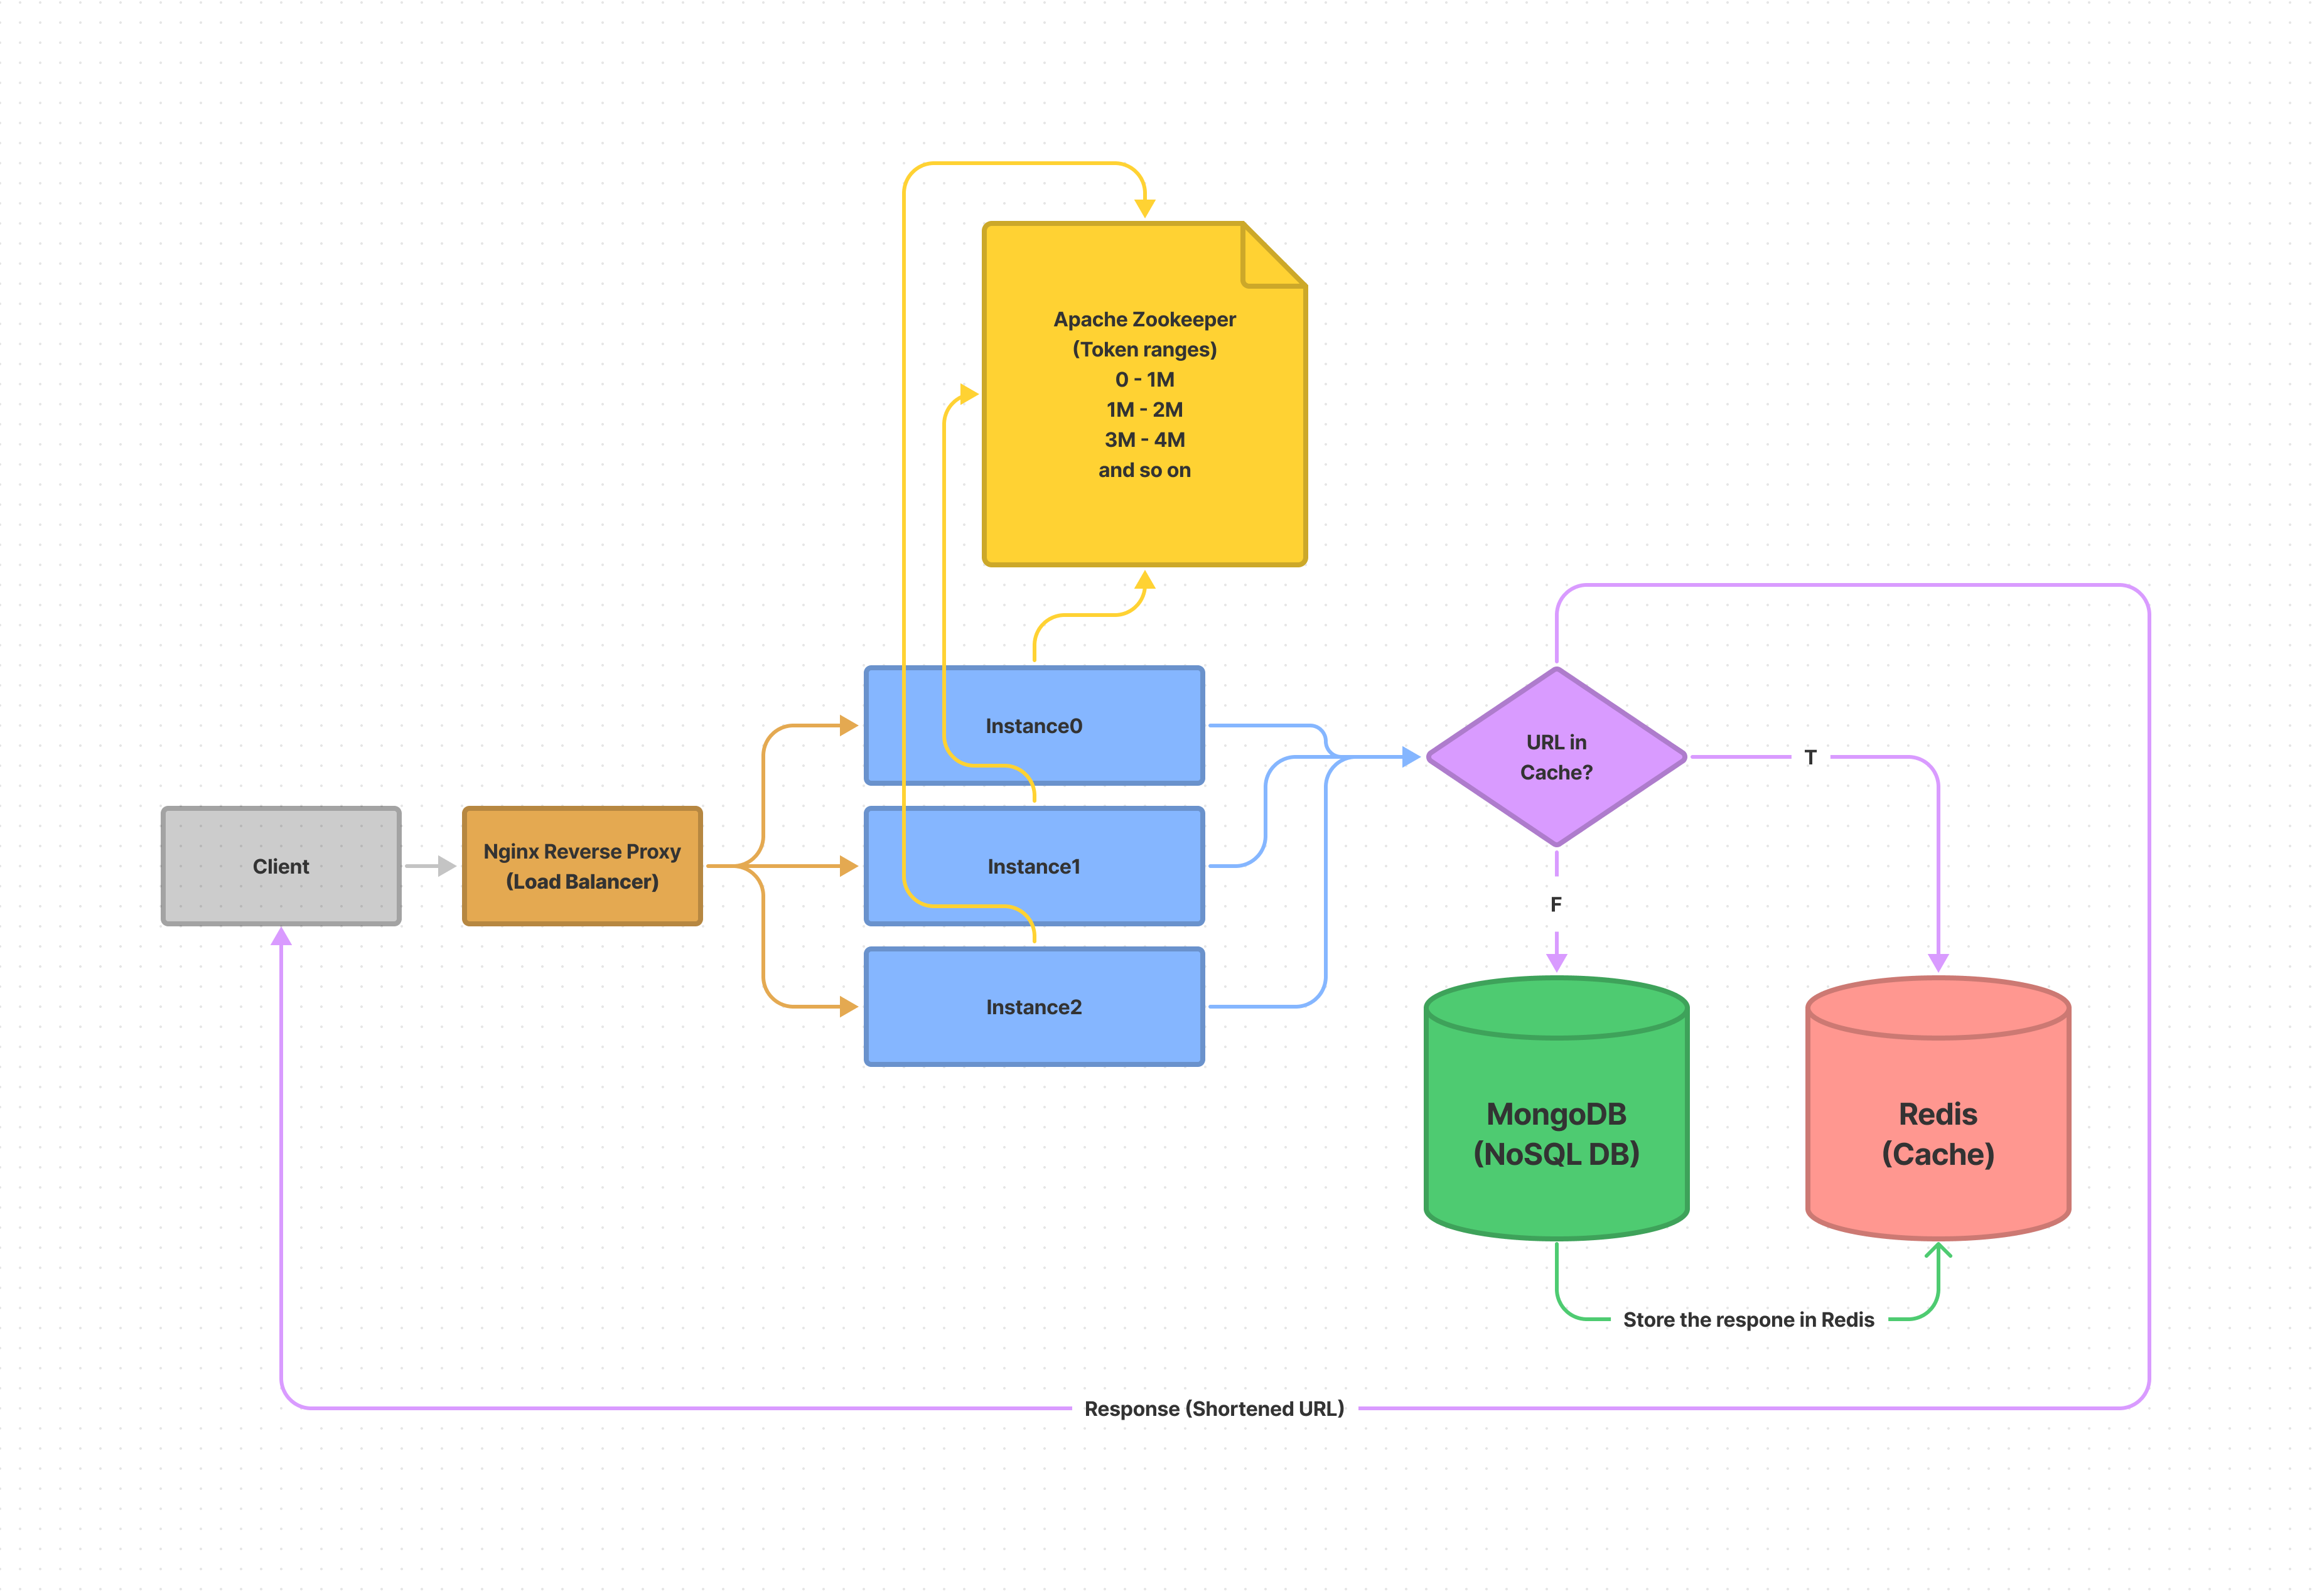 Apache Zookeeper
(Token ranges)
0 - 1M
1M - 2M
3M - 4M
and so on
Client
Nginx Reverse Proxy
(Load Balancer)
Instance0
Instance1
Instance2
URL in
Cache?
T
F
MongoDB
(NoSQL DB)
Redis
(Cache)
Store the respone in Redis
Response (Shortened URL)